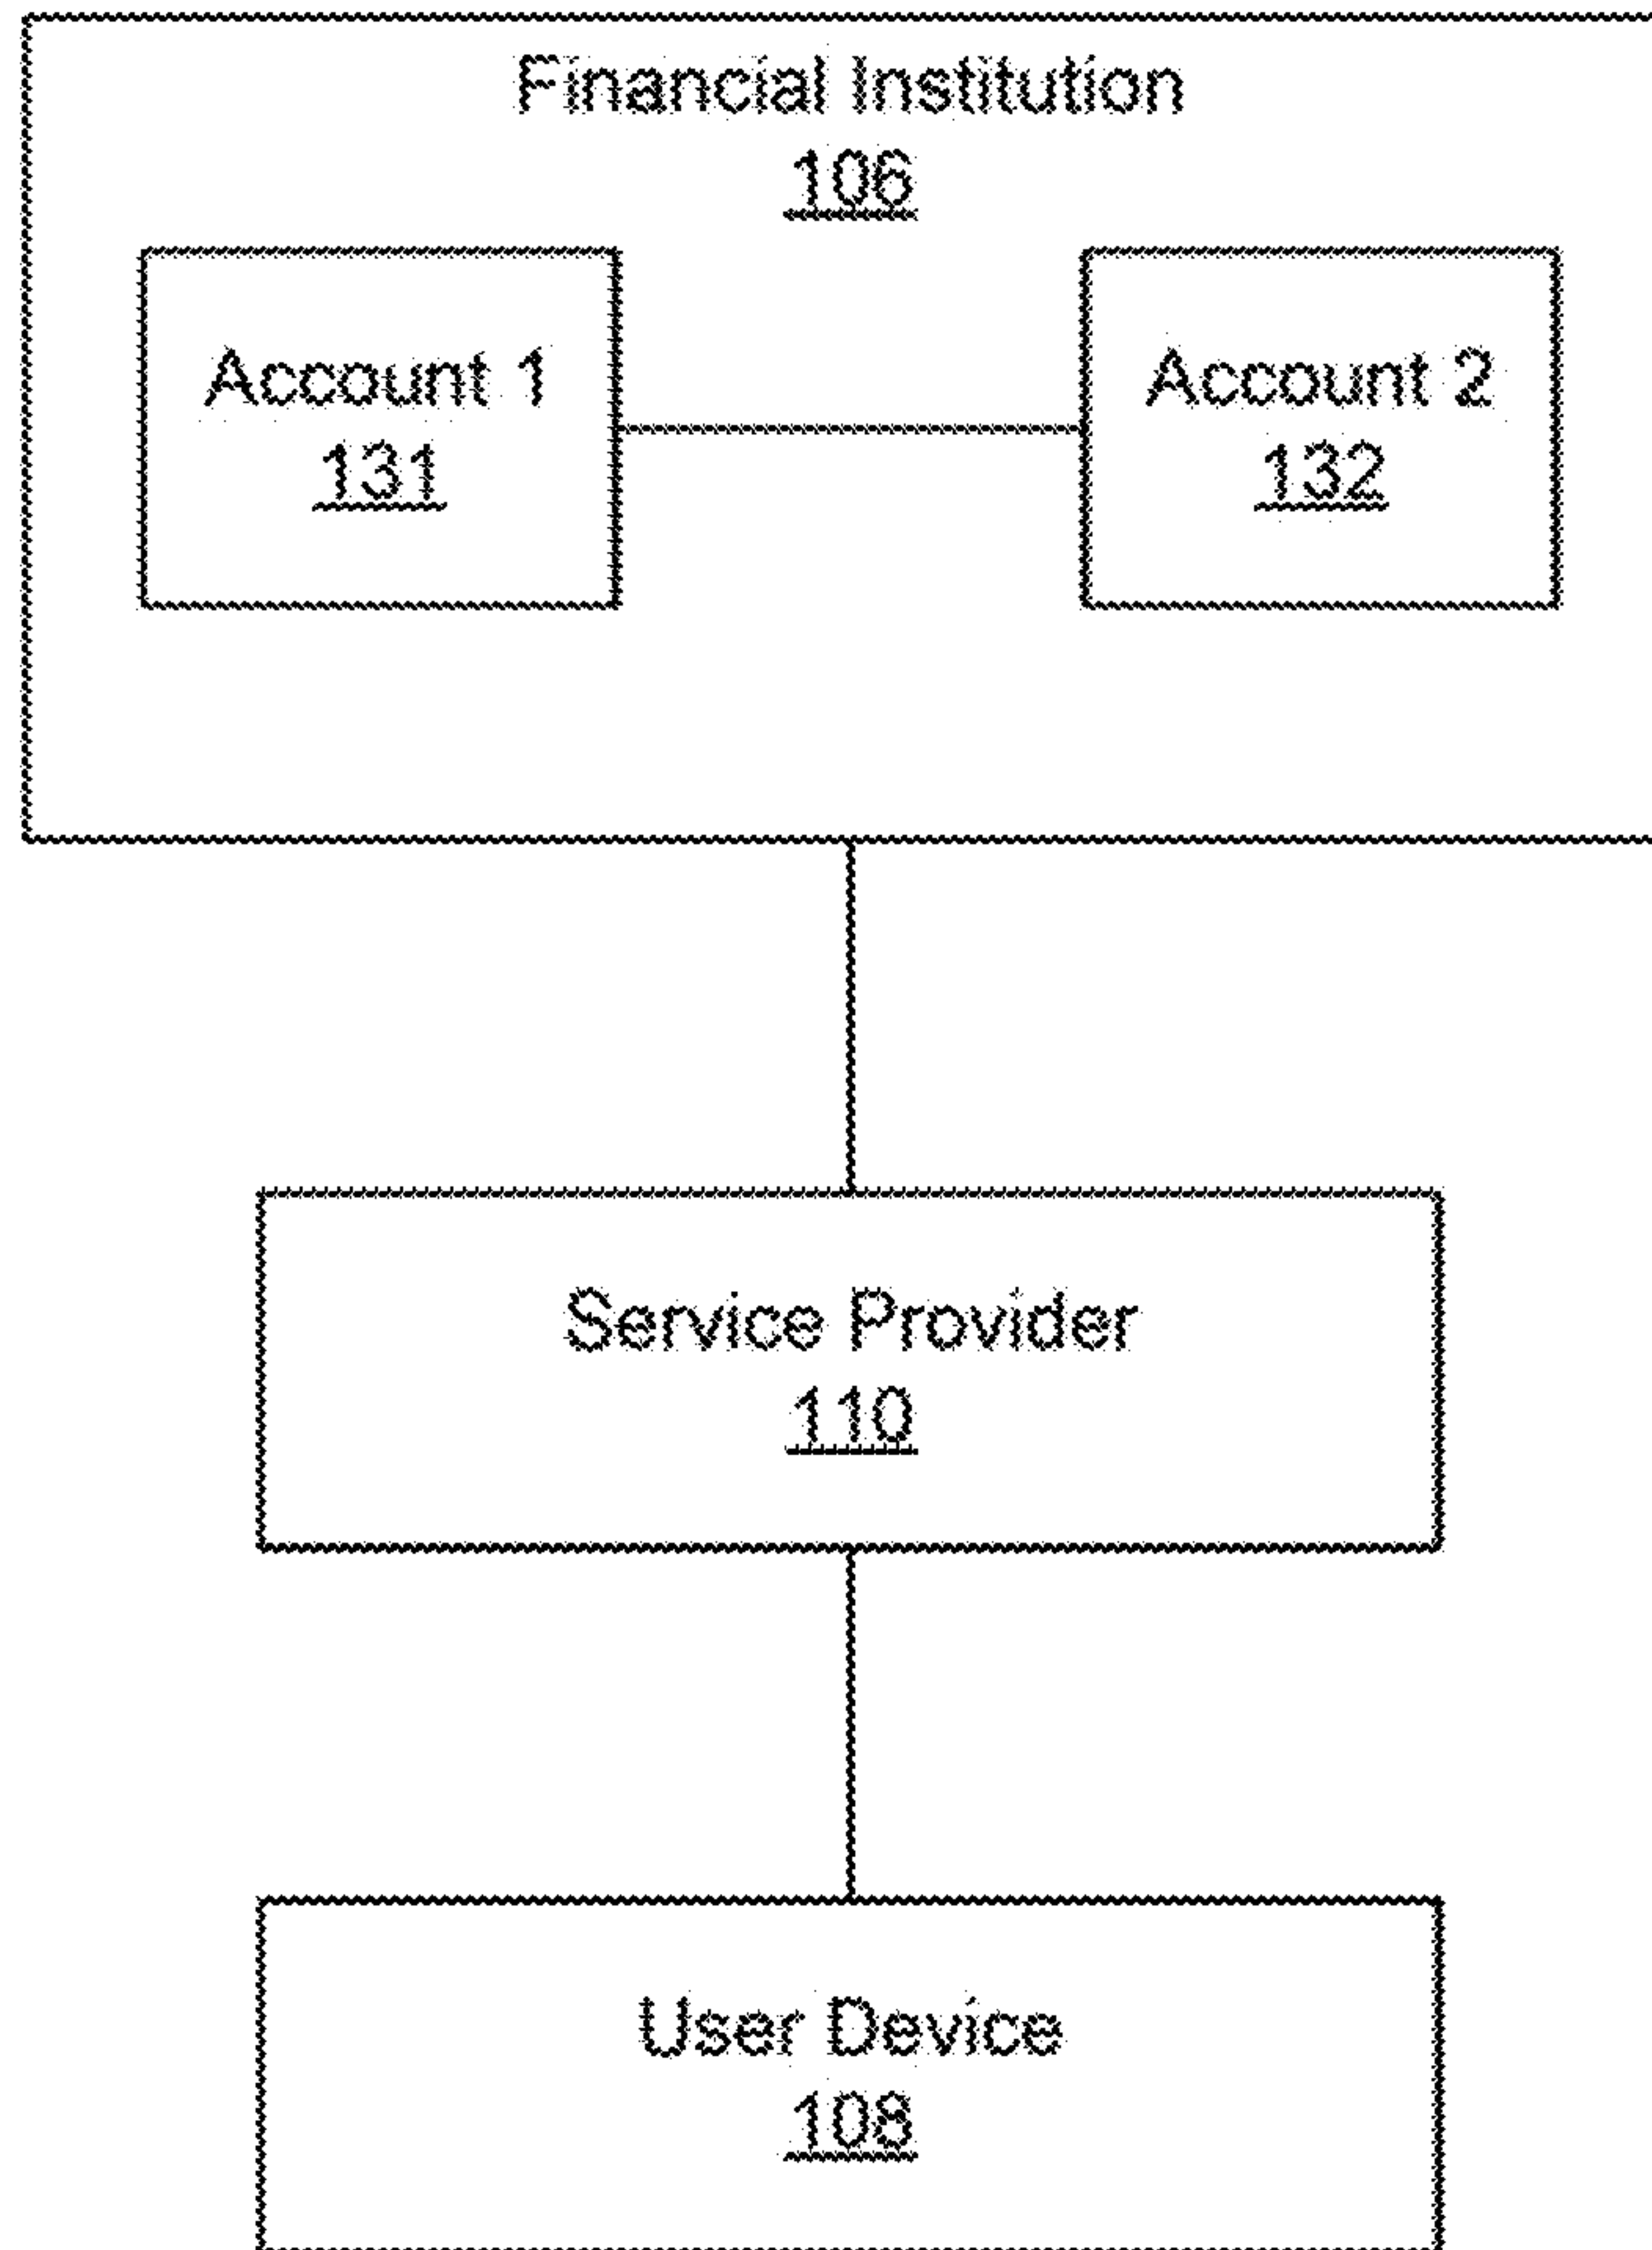 Financial Institution
106
Account 1
131
Account 2
132
Service Provider
110
User Device
108